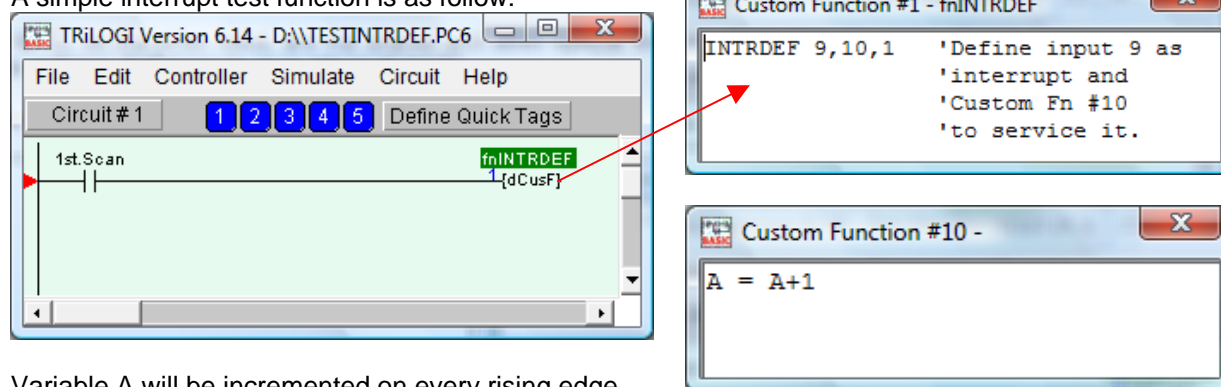 A simple interrupt test function is as follow:
TRiLOGI Version 6.14 - D:\\TESTINTRDEF.PC6
File Edit Controller Simulate Circuit Help
Circuit # 1 1 2 3 4 5 Define Quick Tags
1st.Scan
fnINTRDEF
1 {dCusF}
Custom Function #1 - fnINTRDEF
INTRDEF 9,10,1 'Define input 9 as
'interrupt and
'Custom Fn #10
'to service it.
Custom Function #10 -
A = A+1
Variable A will be incremented on every rising edge